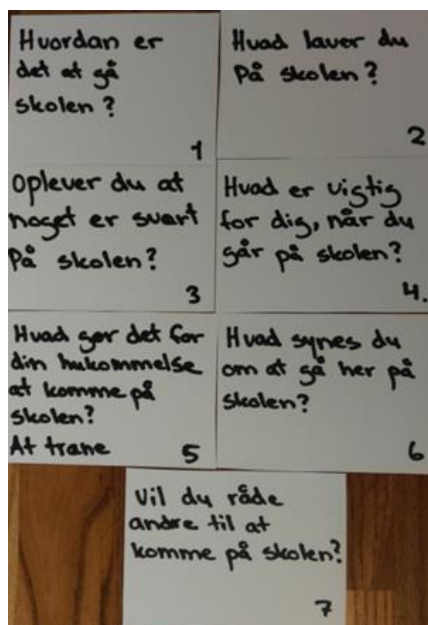 Huordan er
det at gå
skolen?
1
Hvad laver du
På skolen?
2
Oplever du at
noget er svært
På skolen?
3
Hvad er vigtig
for dig, når du
går på skolen?
4.
Hvad gør det for
din hukommelse
at komme på
skolen?
At træne
5
Hvad synes du
om at gå her på
skolen?
6
Vil du råde
andre til at
komme på skolen?
7